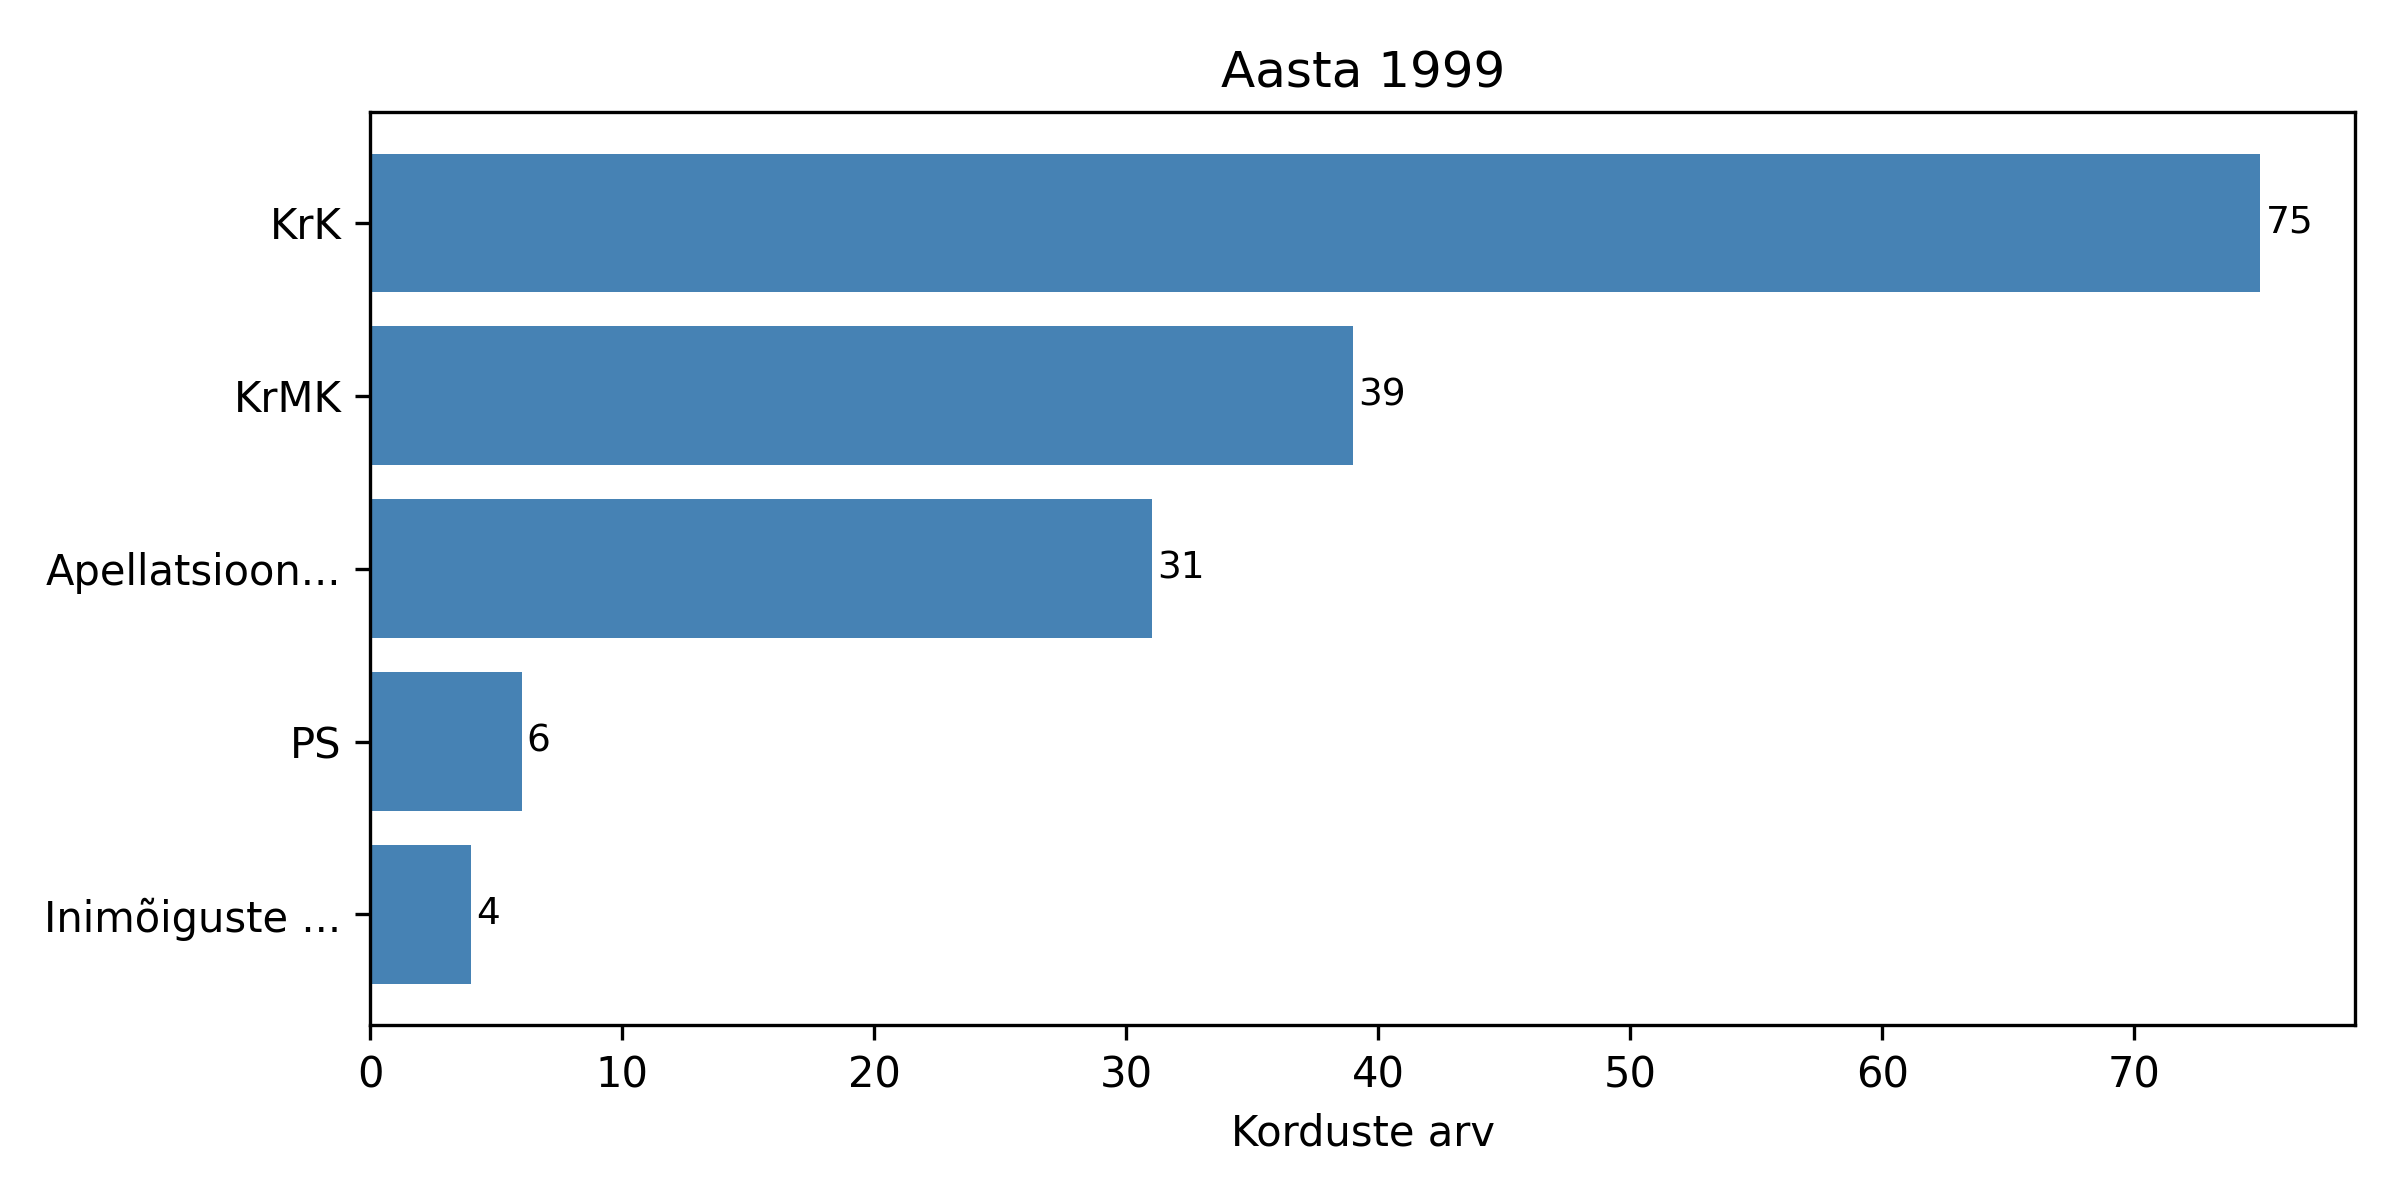 Aasta 1999
KrK
75
KrMK
39
Apellatsioon...
31
PS
6
Inimõiguste ...
4
0 10 20 30 40 50 60 70
Korduste arv